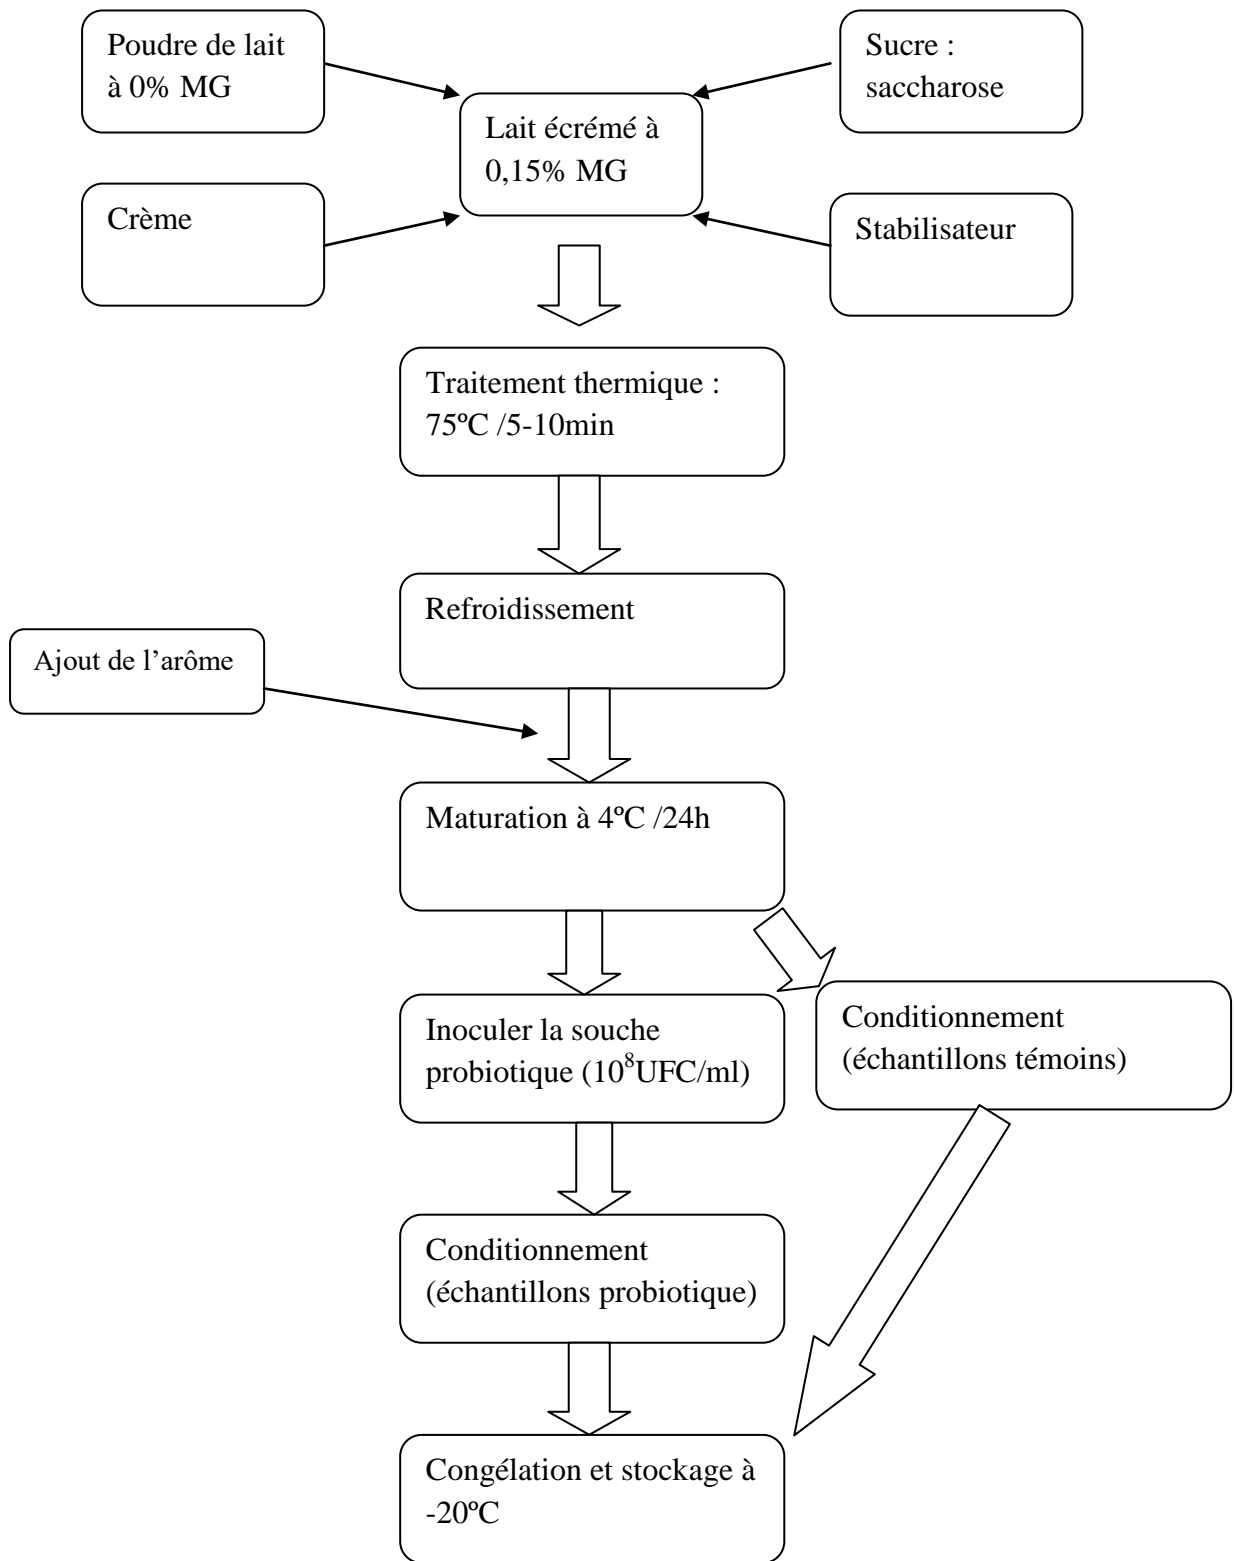 Poudre de lait
à 0% MG
Sucre :
saccharose
Lait écrémé à
0,15% MG
Crème
Stabilisateur
Traitement thermique :
75ºC /5-10min
Refroidissement
Ajout de l’arôme
Maturation à 4ºC /24h
Inoculer la souche
probiotique (10⁸UFC/ml)
Conditionnement
(échantillons témoins)
Conditionnement
(échantillons probiotique)
Congélation et stockage à
-20ºC